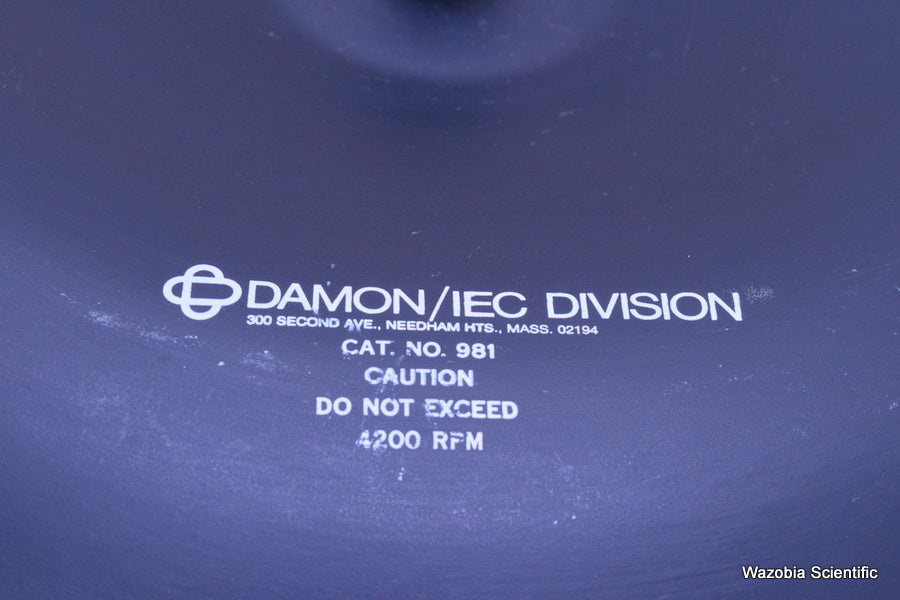 DAMON/IEC DIVISION
300 SECOND AVE., NEEDHAM HTS., MASS. 02194
CAT. NO. 981
CAUTION
DO NOT EXCEED
4200 RPM
Wazobia Scientific